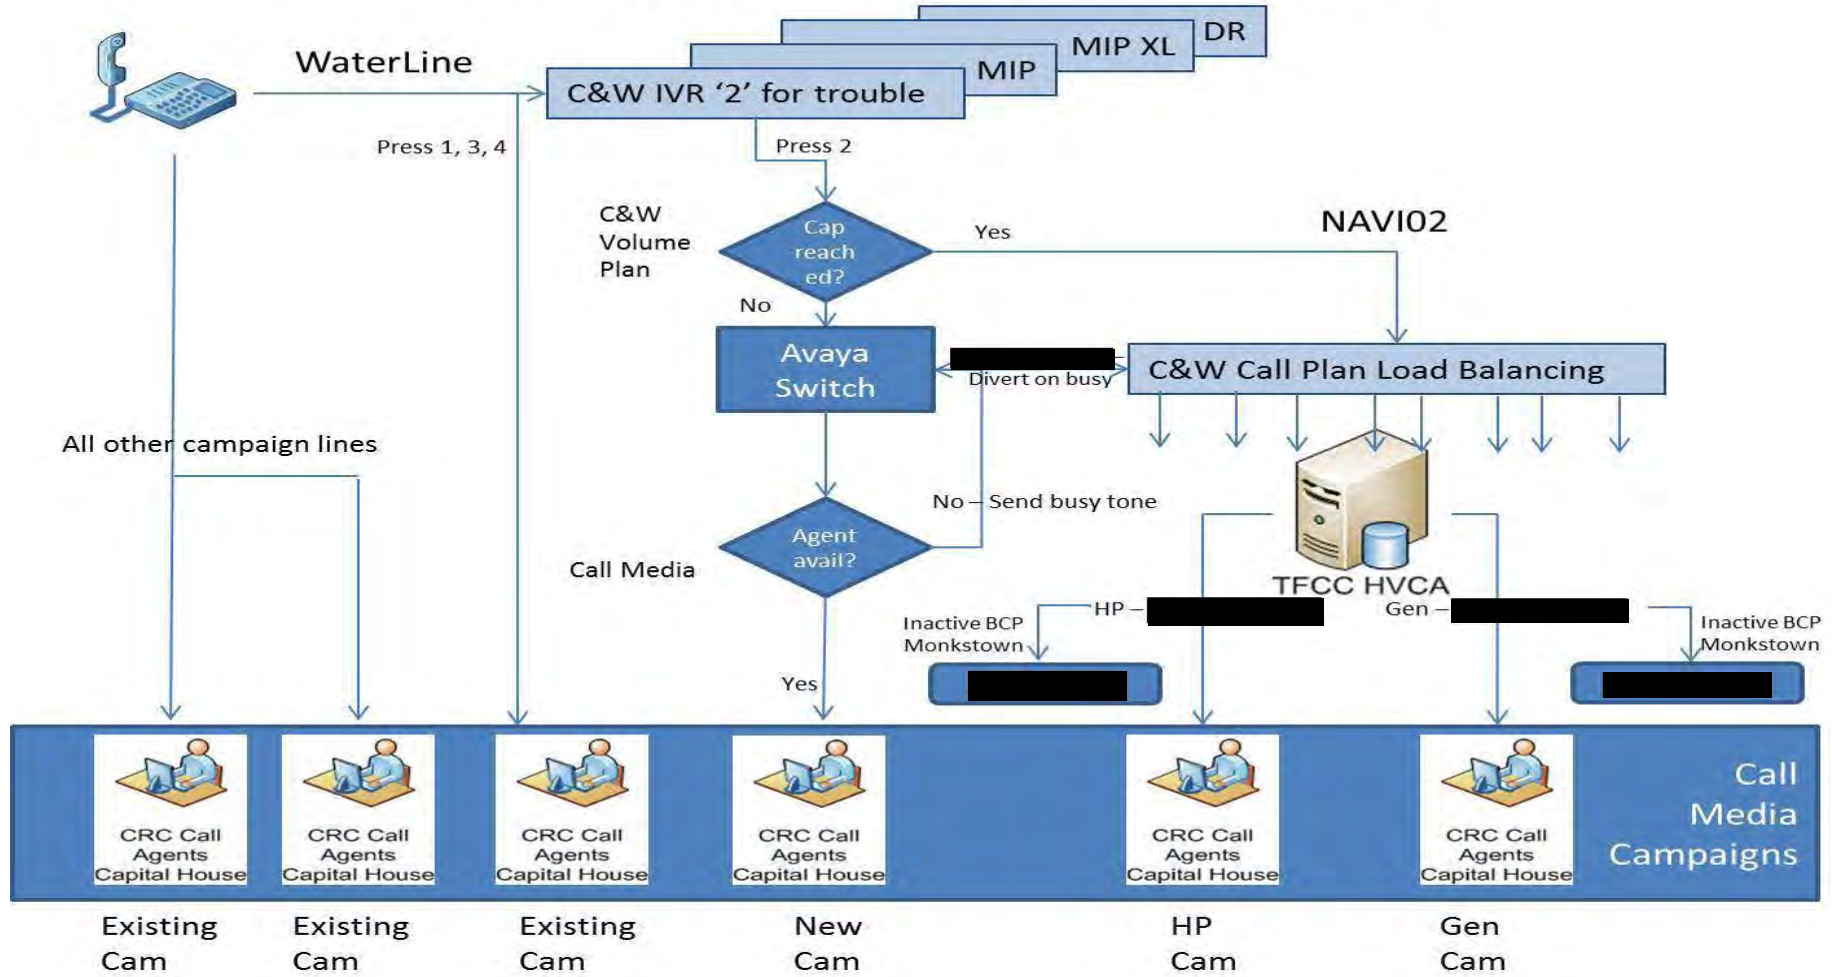 WaterLine
DR
MIP XL
MIP
C&W IVR ‘2’ for trouble
Press 1, 3, 4
Press 2
C&W
Volume
Plan
Cap
reach
ed?
Yes
NAVI02
No
Avaya
Switch
Divert on busy
C&W Call Plan Load Balancing
All other campaign lines
No – Send busy tone
Agent
avail?
Call Media
TFCC HVCA
HP –
Gen –
Inactive BCP
Monkstown
Inactive BCP
Monkstown
Yes
CRC Call
Agents
Capital House
CRC Call
Agents
Capital House
CRC Call
Agents
Capital House
CRC Call
Agents
Capital House
CRC Call
Agents
Capital House
CRC Call
Agents
Capital House
Call
Media
Campaigns
Existing
Cam
Existing
Cam
Existing
Cam
New
Cam
HP
Cam
Gen
Cam